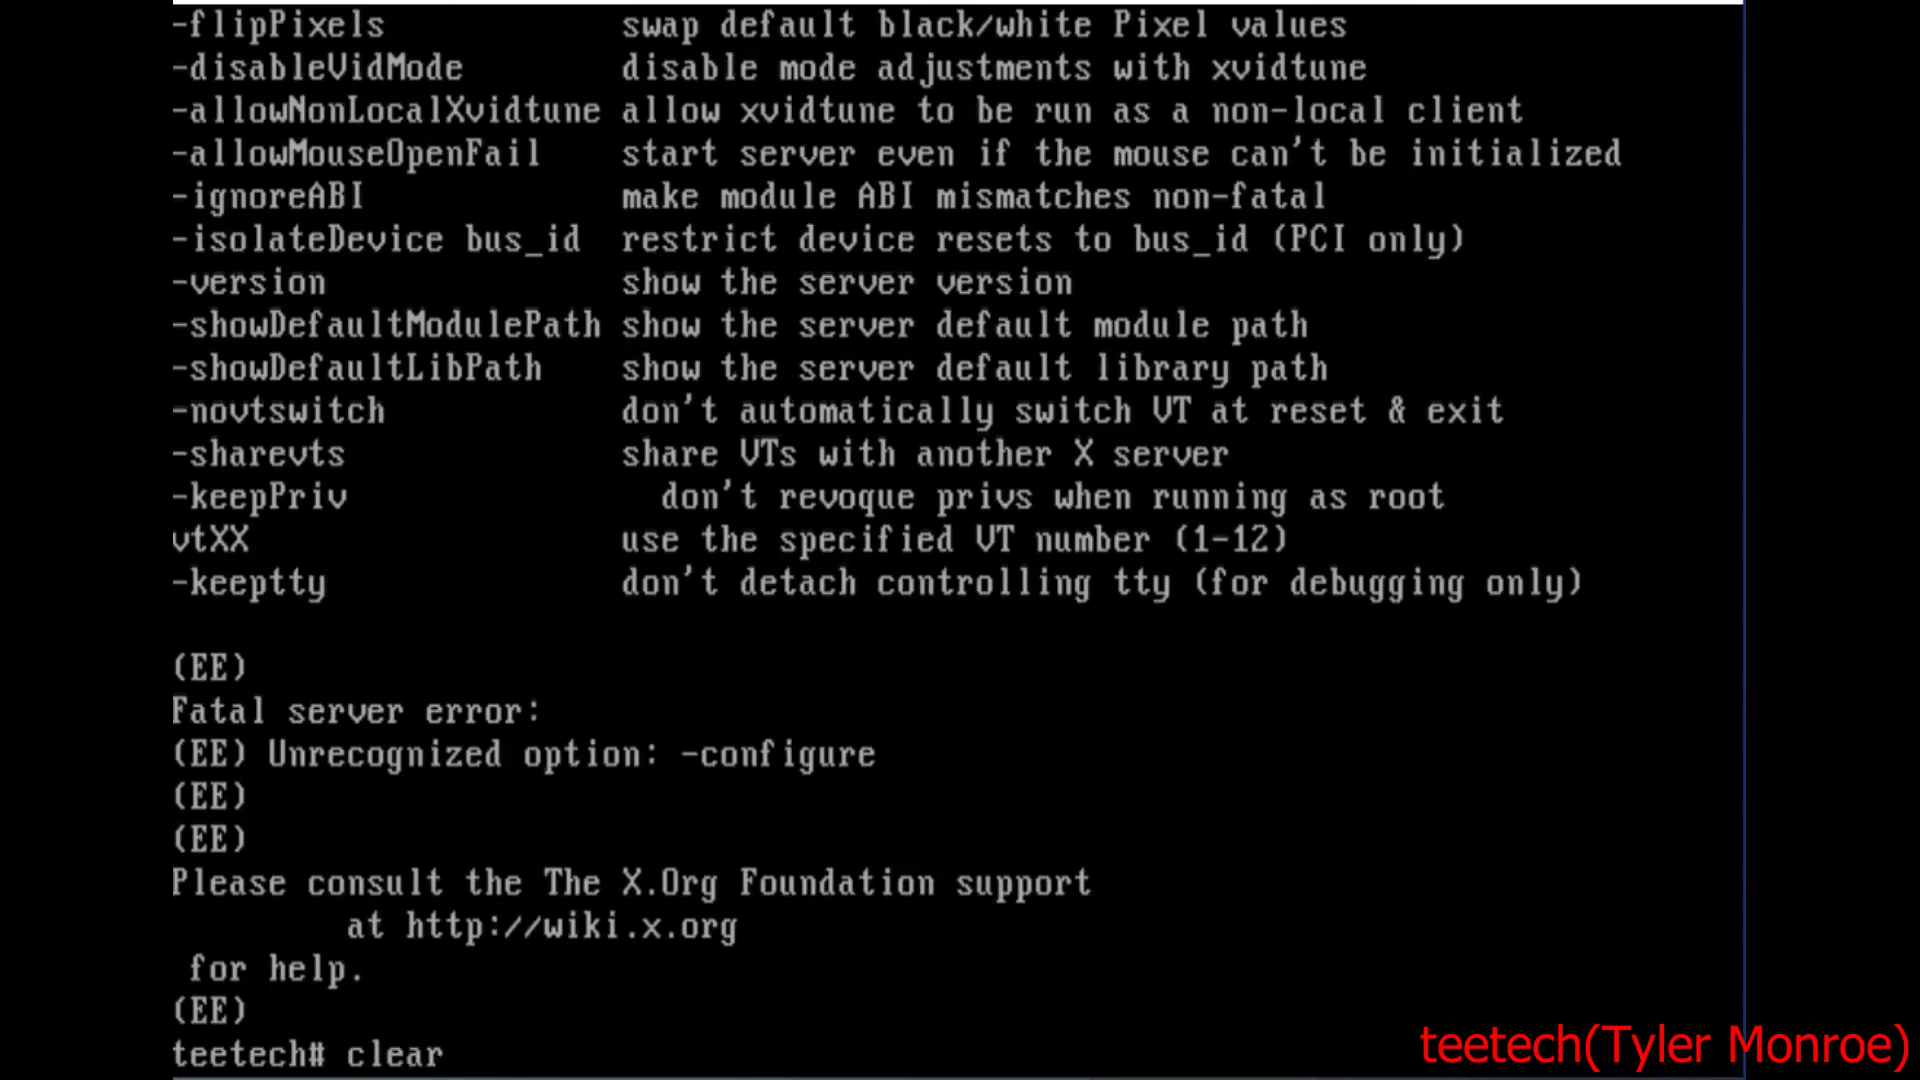 -flipPixels              swap default black/white Pixel values
-disableVidMode          disable mode adjustments with xvidtune
-allowNonLocalXvidtune allow xvidtune to be run as a non-local client
-allowMouseOpenFail      start server even if the mouse can't be initialized
-ignoreABI               make module ABI mismatches non-fatal
-isolateDevice bus_id  restrict device resets to bus_id (PCI only)
-version                 show the server version
-showDefaultModulePath show the server default module path
-showDefaultLibPath      show the server default library path
-novtswitch              don't automatically switch VT at reset & exit
-sharevts                share VTs with another X server
-keepPriv                  don't revoque privs when running as root
vtXX                     use the specified VT number (1-12)
-keeptty                 don't detach controlling tty (for debugging only)
(EE)
Fatal server error:
(EE) Unrecognized option: -configure
(EE)
(EE)
Please consult the The X.Org Foundation support
         at http://wiki.x.org
 for help.
(EE)
teetech# clear
teetech(Tyler Monroe)